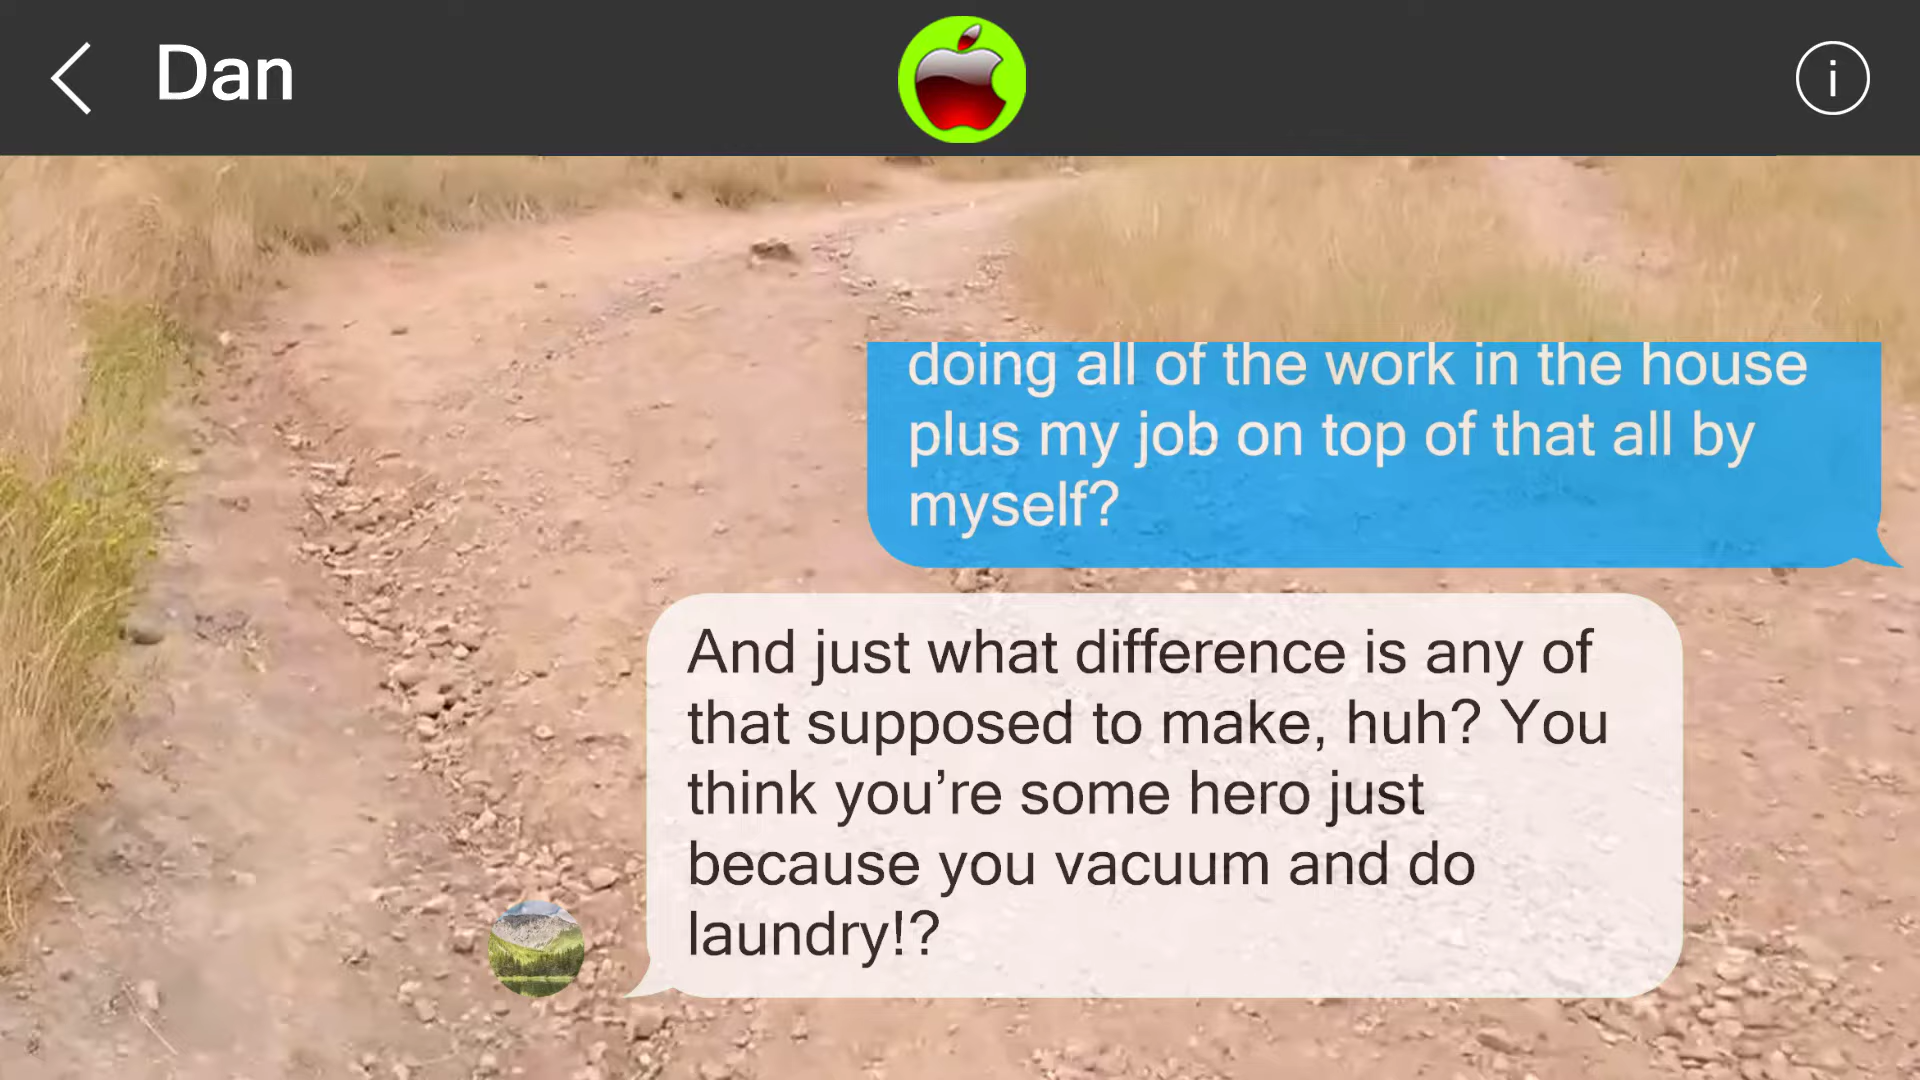 Dan
i
doing all of the work in the house
plus my job on top of that all by
myself?
And just what difference is any of
that supposed to make, huh? You
think you’re some hero just
because you vacuum and do
laundry!?